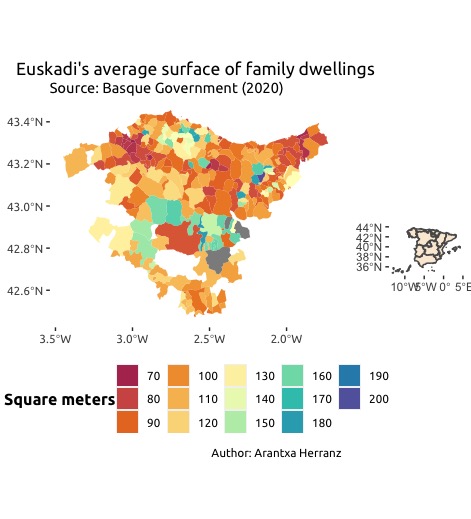 Euskadi's average surface of family dwellings
Source: Basque Government (2020)
43.4°N
43.2°N
43.0°N
42.8°N
42.6°N
3.5°W 3.0°W 2.5°W 2.0°W
44°N
42°N
40°N
38°N
36°N
10°W 5°W 0° 5°E
Square meters
70 100 130 160 190
80 110 140 170 200
90 120 150 180
Author: Arantxa Herranz